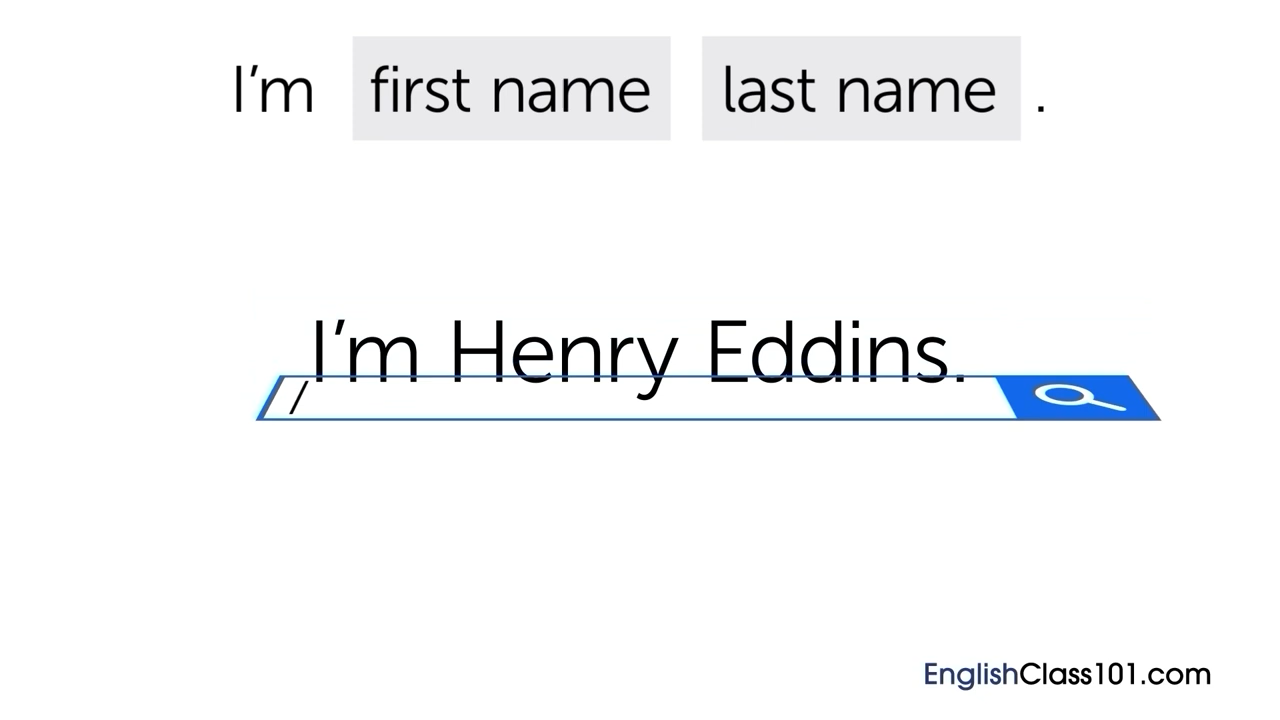 I’m first name last name .
I’m Henry Eddins.
EnglishClass101.com